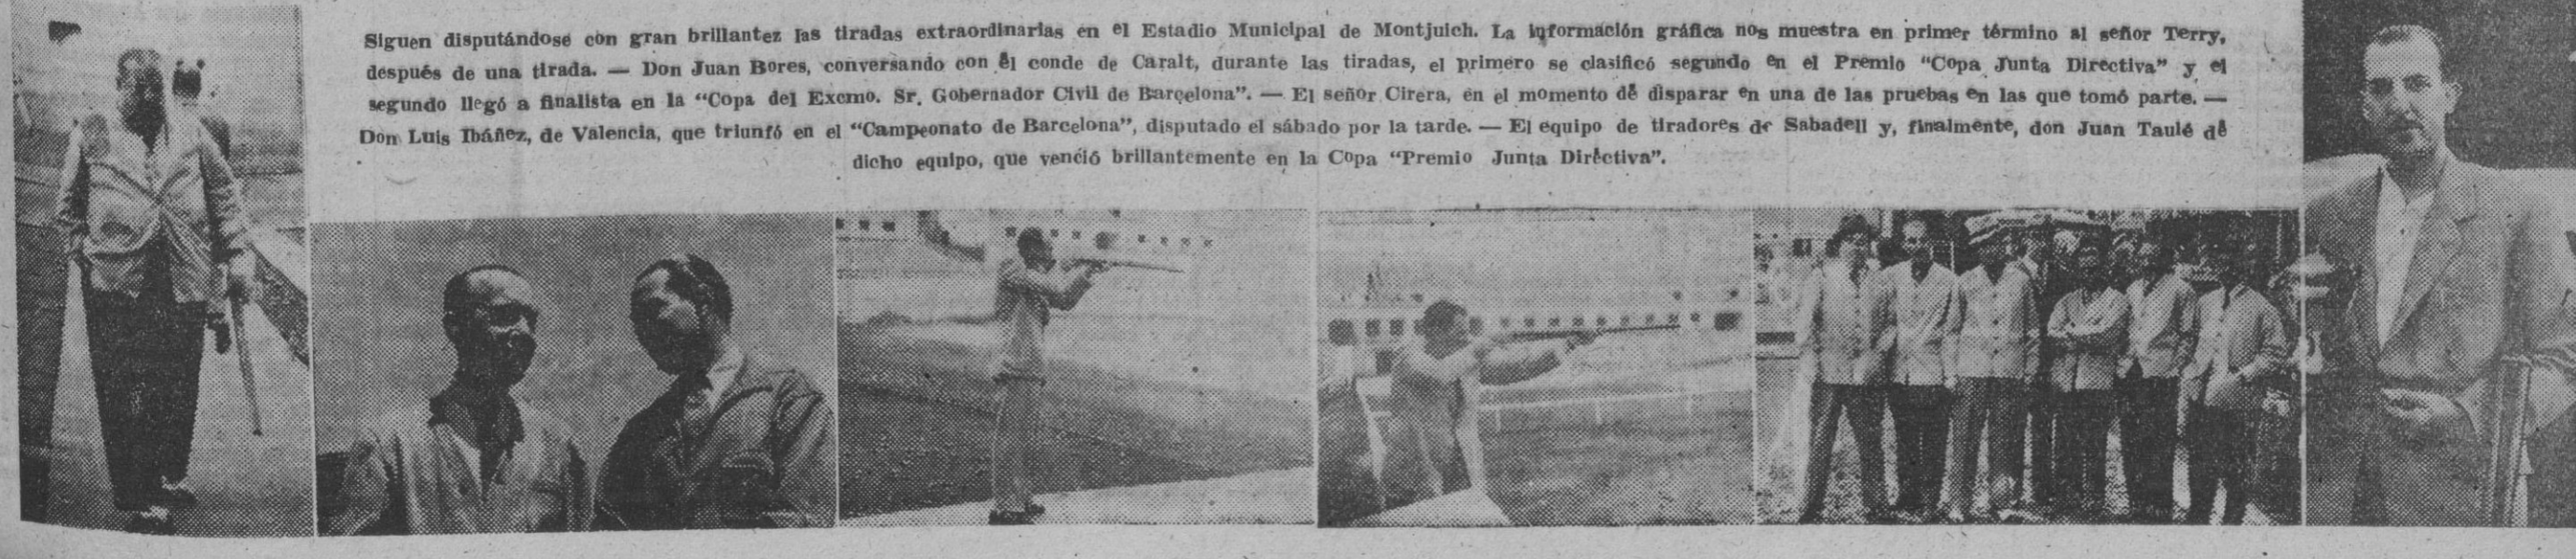 Siguen disputándose con gran brillantez las tiradas extraordinarias en el Estadio Municipal de Montjuich. La información gráfica nos muestra en primer término al señor Terry,
después de una tirada. — Don Juan Bores, conversando con él conde de Caralt, durante las tiradas, el primero se clasificó segundo en el Premio “Copa Junta Directiva” y el
segundo llegó a finalista en la “Copa del Excmo. Sr. Gobernador Civil de Barcelona”. — El señor Cirera, en el momento de disparar en una de las pruebas en las que tomó parte. —
Don Luis Ibáñez, de Valencia, que triunfó en el “Campeonato de Barcelona”, disputado el sábado por la tarde. — El equipo de tiradores de Sabadell y, finalmente, don Juan Taulé de
dicho equipo, que venció brillantemente en la Copa “Premio Junta Directiva”.